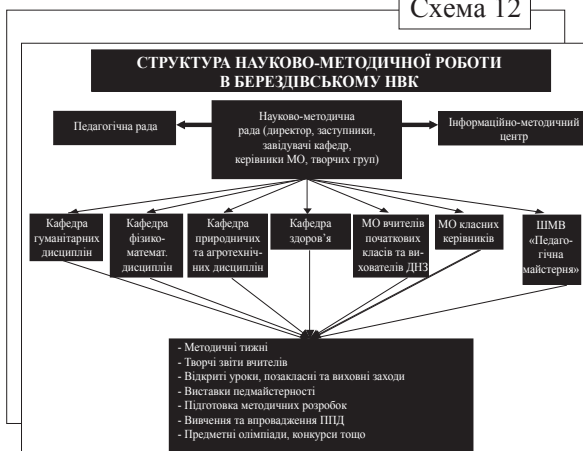 Схема 12
СТРУКТУРА НАУКОВО-МЕТОДИЧНОЇ РОБОТИ
В БЕРЕЗДІВСЬКОМУ НВК
Педагогічна рада
Науково-методична
рада (директор, заступники,
завідувачі кафедр,
керівники МО, творчих груп)
Інформаційно-методичний
центр
Кафедра
гуманітарних
дисциплін
Кафедра
фізико-
математ.
дисциплін
Кафедра
природничих
та агротехніч-
них дисциплін
Кафедра
здоров’я
МО вчителів
початкових
класів та ви-
хователів ДНЗ
МО класних
керівників
ШМВ
«Педаго-
гічна
майстерня»
- Методичні тижні
- Творчі звіти вчителів
- Відкриті уроки, позакласні та виховні заходи
- Виставки педмайстерності
- Підготовка методичних розробок
- Вивчення та впровадження ППД
- Предметні олімпіади, конкурси тощо